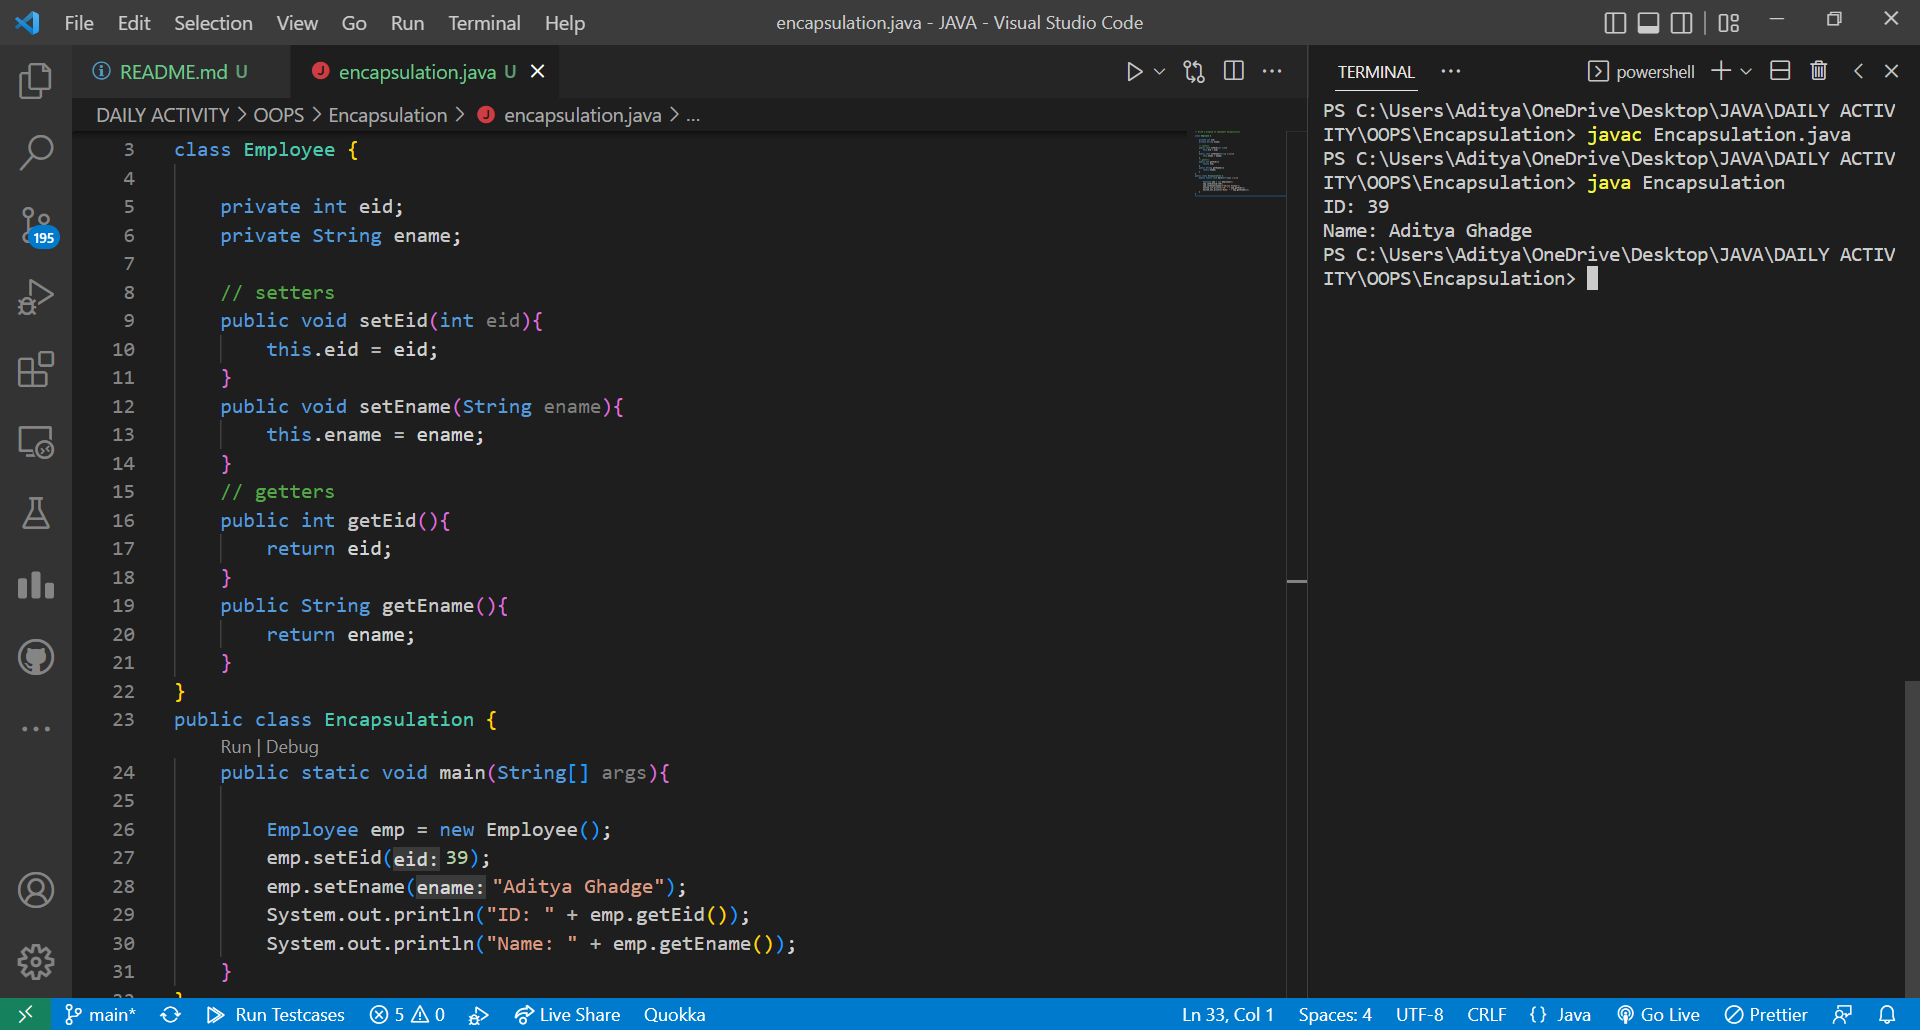 File Edit Selection View Go Run Terminal Help encapsulation.java - JAVA - Visual Studio Code
README.md U encapsulation.java U
DAILY ACTIVITY > OOPS > Encapsulation > encapsulation.java > ...
3 class Employee {
4
5 private int eid;
6 private String ename;
7
8 // setters
9 public void setEid(int eid){
10 this.eid = eid;
11 }
12 public void setEname(String ename){
13 this.ename = ename;
14 }
15 // getters
16 public int getEid(){
17 return eid;
18 }
19 public String getEname(){
20 return ename;
21 }
22 }
23 public class Encapsulation {
Run | Debug
24 public static void main(String[] args){
25
26 Employee emp = new Employee();
27 emp.setEid(eid: 39);
28 emp.setEname(ename: "Aditya Ghadge");
29 System.out.println("ID: " + emp.getEid());
30 System.out.println("Name: " + emp.getEname());
31 }
195
TERMINAL powershell
PS C:\Users\Aditya\OneDrive\Desktop\JAVA\DAILY ACTIV
ITY\OOPS\Encapsulation> javac Encapsulation.java
PS C:\Users\Aditya\OneDrive\Desktop\JAVA\DAILY ACTIV
ITY\OOPS\Encapsulation> java Encapsulation
ID: 39
Name: Aditya Ghadge
PS C:\Users\Aditya\OneDrive\Desktop\JAVA\DAILY ACTIV
ITY\OOPS\Encapsulation>
main* Run Testcases 5 0 Live Share Quokka Ln 33, Col 1 Spaces: 4 UTF-8 CRLF {} Java Go Live Prettier